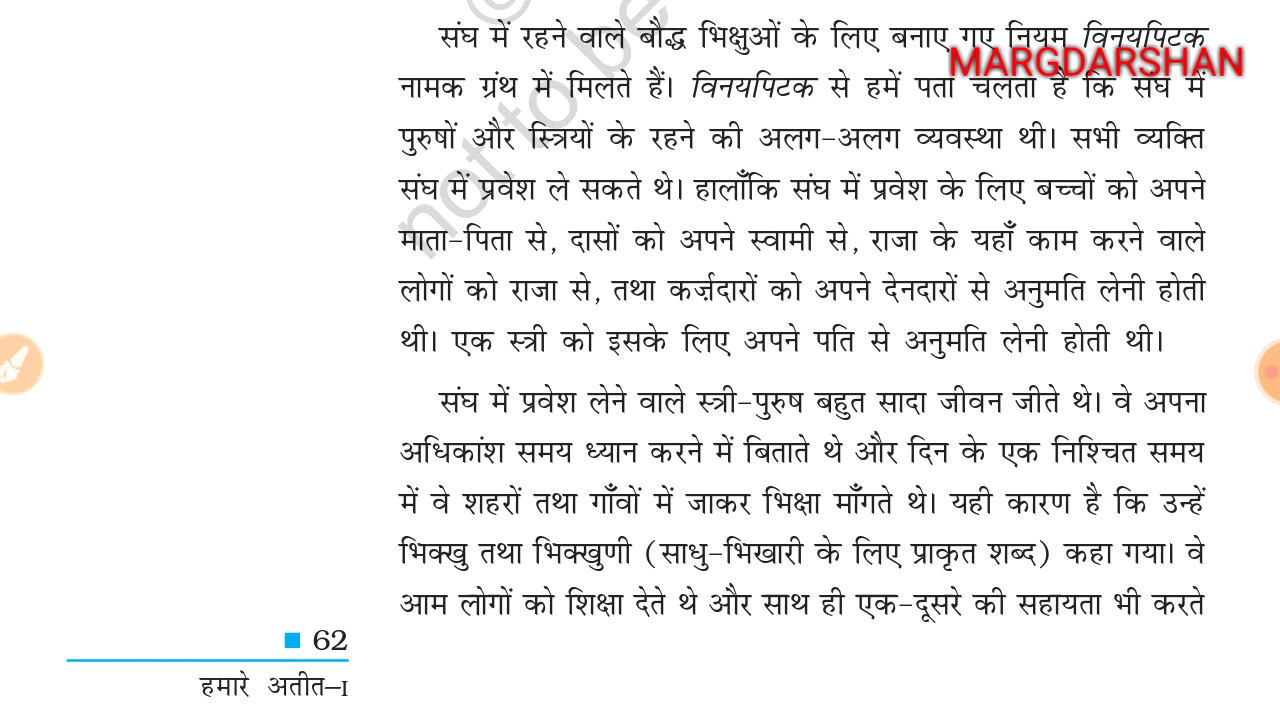 संघ में रहने वाले बौद्ध भिक्षुओं के लिए बनाए गए नियम विनयपिटक
MARGDARSHAN
नामक ग्रंथ में मिलते हैं। विनयपिटक से हमें पता चलता है कि संघ में
पुरुषों और स्त्रियों के रहने की अलग-अलग व्यवस्था थी। सभी व्यक्ति
संघ में प्रवेश ले सकते थे। हालाँकि संघ में प्रवेश के लिए बच्चों को अपने
माता-पिता से, दासों को अपने स्वामी से, राजा के यहाँ काम करने वाले
लोगों को राजा से, तथा कर्ज़दारों को अपने देनदारों से अनुमति लेनी होती
थी। एक स्त्री को इसके लिए अपने पति से अनुमति लेनी होती थी।
संघ में प्रवेश लेने वाले स्त्री-पुरुष बहुत सादा जीवन जीते थे। वे अपना
अधिकांश समय ध्यान करने में बिताते थे और दिन के एक निश्चित समय
में वे शहरों तथा गाँवों में जाकर भिक्षा माँगते थे। यही कारण है कि उन्हें
भिक्खु तथा भिक्खुणी (साधु-भिखारी के लिए प्राकृत शब्द) कहा गया। वे
आम लोगों को शिक्षा देते थे और साथ ही एक-दूसरे की सहायता भी करते
62
हमारे अतीत–I
not to be